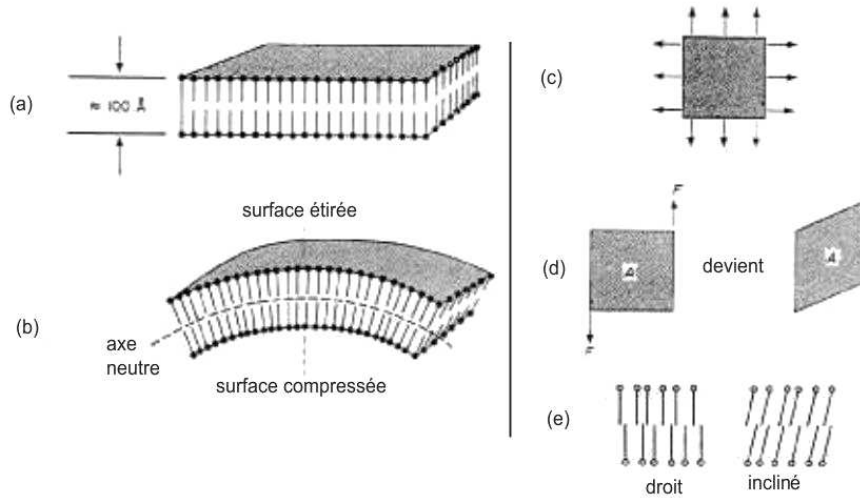 (a)
≈ 100 Å
surface étirée
(b)
axe
neutre
surface compressée
(c)
(d)
F
A
F
devient
A
(e)
droit
incliné